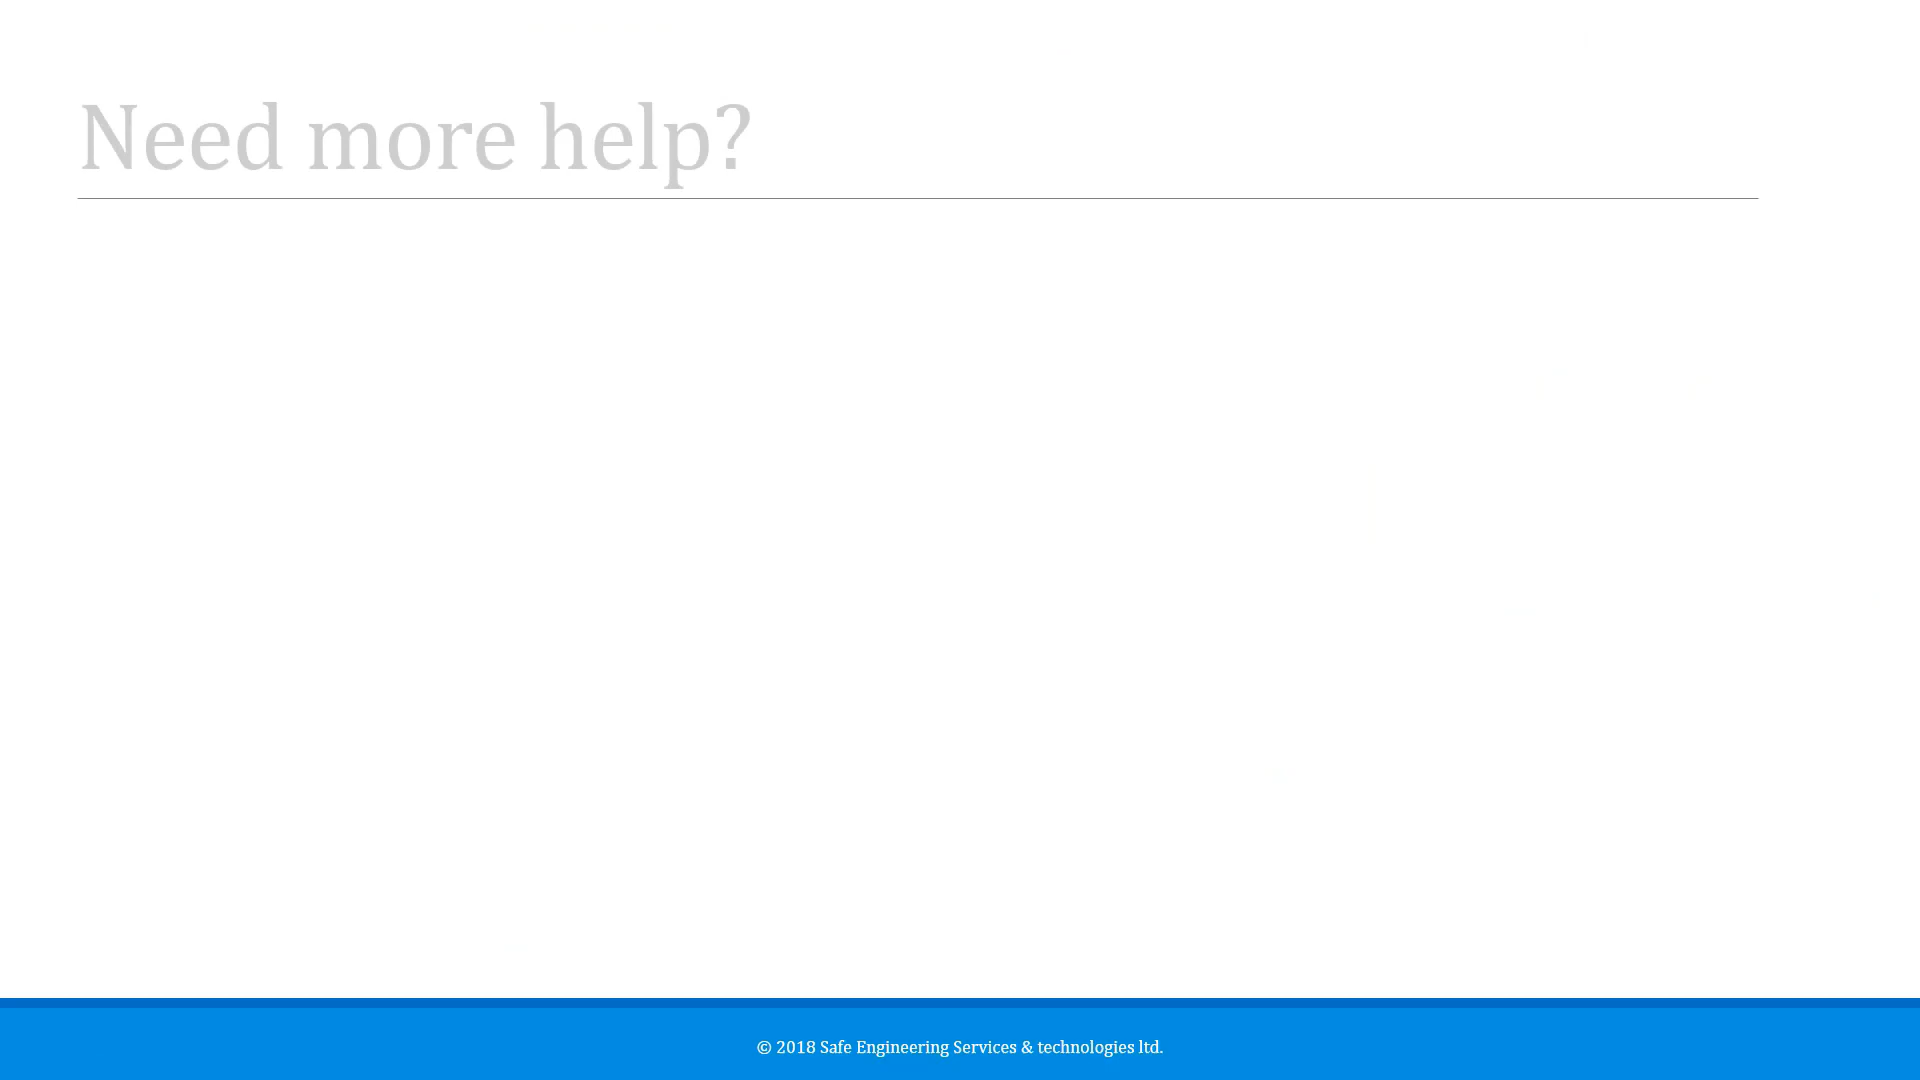 Need more help?
© 2018 Safe Engineering Services & technologies ltd.